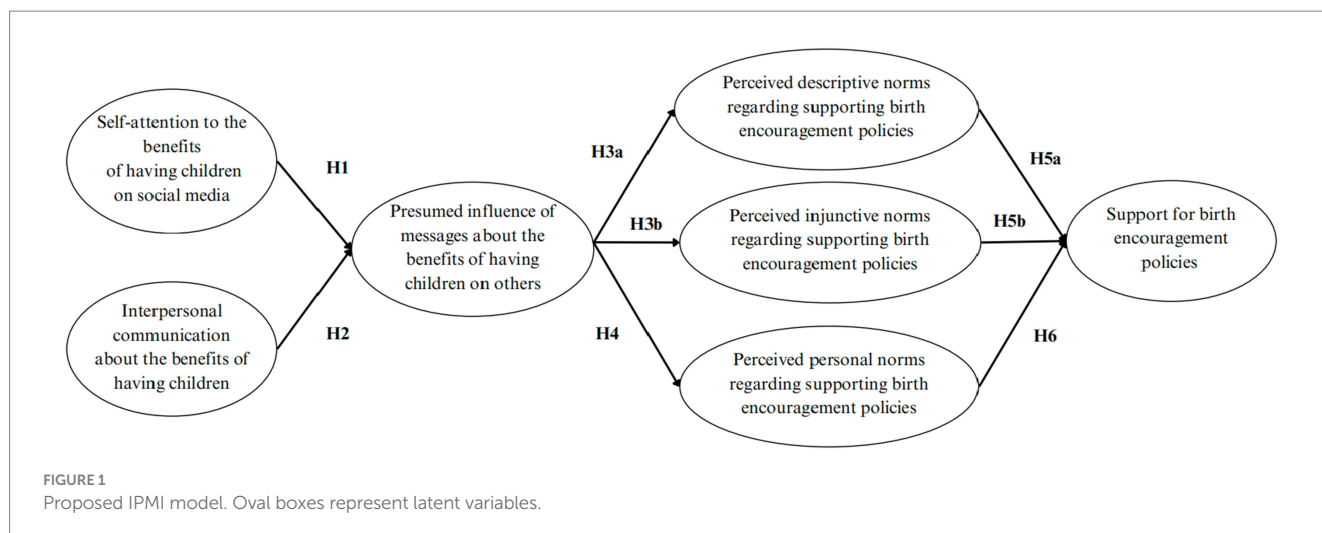 Self-attention to the
benefits
of having children
on social media
H1
Interpersonal
communication
about the benefits of
having children
H2
Presumed influence of
messages about the
benefits of having
children on others
H3a
H3b
H4
Perceived descriptive norms
regarding supporting birth
encouragement policies
Perceived injunctive norms
regarding supporting birth
encouragement policies
Perceived personal norms
regarding supporting birth
encouragement policies
H5a
H5b
H6
Support for birth
encouragement
policies
FIGURE 1
Proposed IPMI model. Oval boxes represent latent variables.